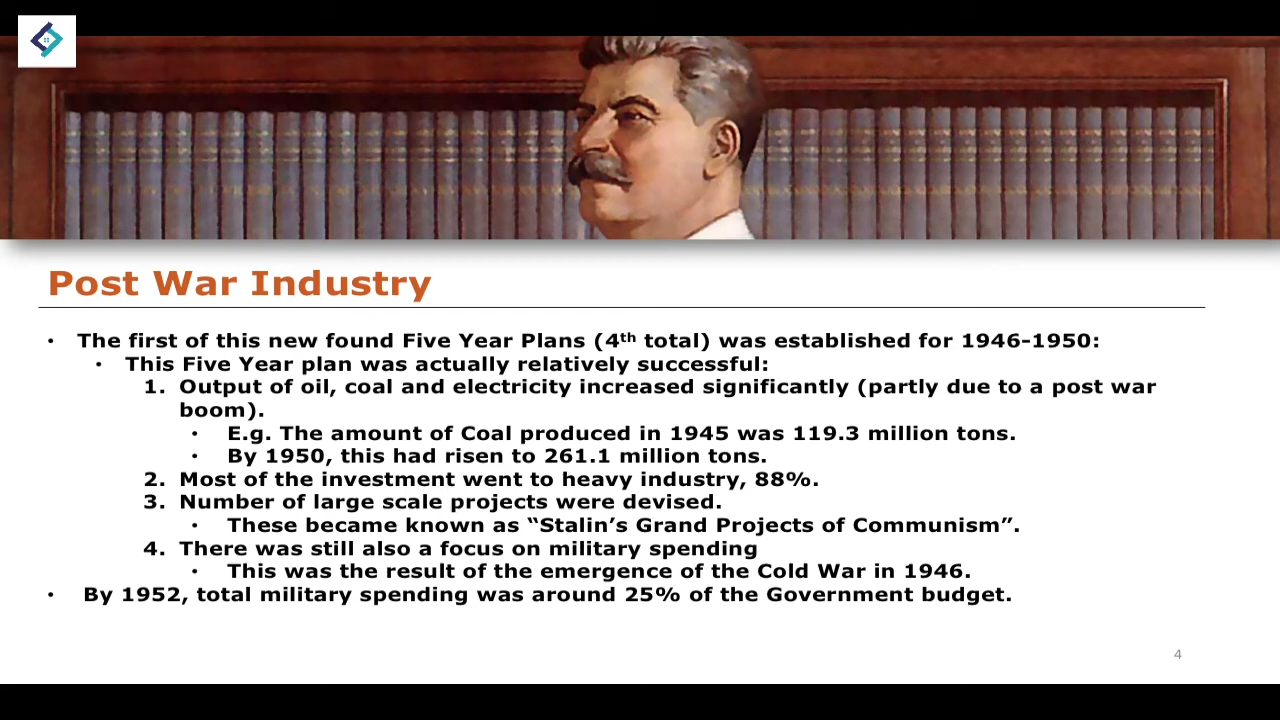 Post War Industry
• The first of this new found Five Year Plans (4th total) was established for 1946-1950:
• This Five Year plan was actually relatively successful:
1. Output of oil, coal and electricity increased significantly (partly due to a post war
boom).
• E.g. The amount of Coal produced in 1945 was 119.3 million tons.
• By 1950, this had risen to 261.1 million tons.
2. Most of the investment went to heavy industry, 88%.
3. Number of large scale projects were devised.
• These became known as “Stalin’s Grand Projects of Communism”.
4. There was still also a focus on military spending
• This was the result of the emergence of the Cold War in 1946.
• By 1952, total military spending was around 25% of the Government budget.
4